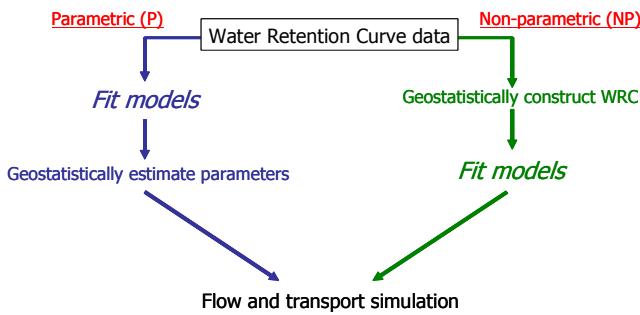 Parametric (P)
Non-parametric (NP)
Water Retention Curve data
Fit models
Geostatistically construct WRC
Geostatistically estimate parameters
Fit models
Flow and transport simulation